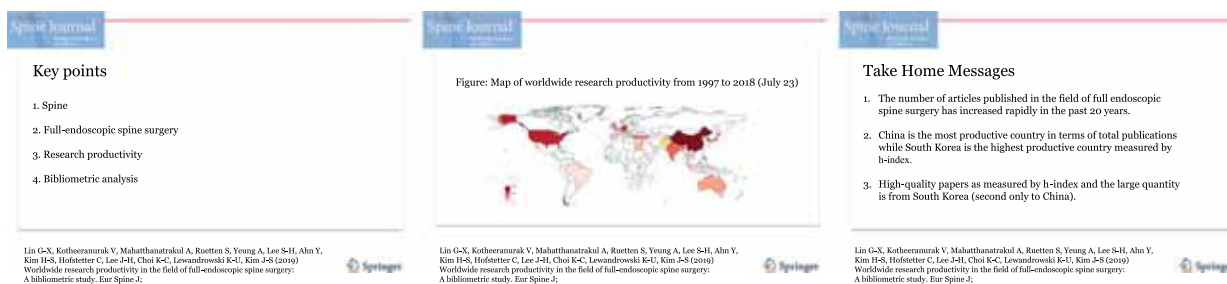 Spine Journal
Key points
1. Spine
2. Full-endoscopic spine surgery
3. Research productivity
4. Bibliometric analysis
Lin G-X, Kotheeranurak V, Mahatthanatrakul A, Ruetten S, Yeung A, Lee S-H, Ahn Y,
Kim H-S, Hofstetter C, Lee J-H, Choi K-C, Lewandrowski K-U, Kim J-S (2019)
Worldwide research productivity in the field of full-endoscopic spine surgery:
A bibliometric study. Eur Spine J;
Springer
Spine Journal
Figure: Map of worldwide research productivity from 1997 to 2018 (July 23)
Lin G-X, Kotheeranurak V, Mahatthanatrakul A, Ruetten S, Yeung A, Lee S-H, Ahn Y,
Kim H-S, Hofstetter C, Lee J-H, Choi K-C, Lewandrowski K-U, Kim J-S (2019)
Worldwide research productivity in the field of full-endoscopic spine surgery:
A bibliometric study. Eur Spine J;
Springer
Spine Journal
Take Home Messages
1. The number of articles published in the field of full endoscopic
spine surgery has increased rapidly in the past 20 years.
2. China is the most productive country in terms of total publications
while South Korea is the highest productive country measured by
h-index.
3. High-quality papers as measured by h-index and the large quantity
is from South Korea (second only to China).
Lin G-X, Kotheeranurak V, Mahatthanatrakul A, Ruetten S, Yeung A, Lee S-H, Ahn Y,
Kim H-S, Hofstetter C, Lee J-H, Choi K-C, Lewandrowski K-U, Kim J-S (2019)
Worldwide research productivity in the field of full-endoscopic spine surgery:
A bibliometric study. Eur Spine J;
Springer